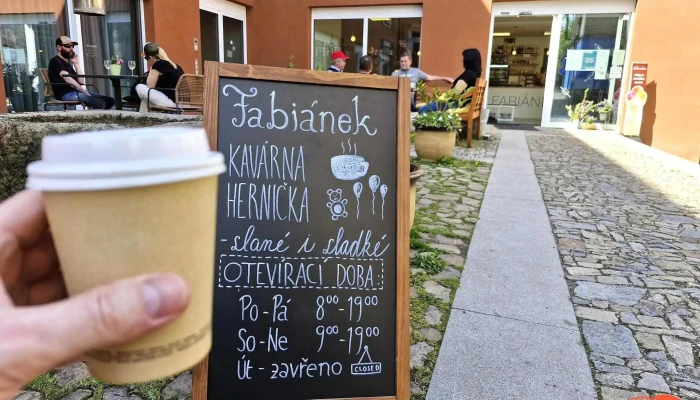 Fabiánek
KAVÁRNA
HERNIČKA
-slané i sladké
OTEVÍRACÍ DOBA:
Po-Pá 8⁰⁰-19⁰⁰
So-Ne 9⁰⁰-19⁰⁰
Út - zavřeno CLOSED
FABIÁN